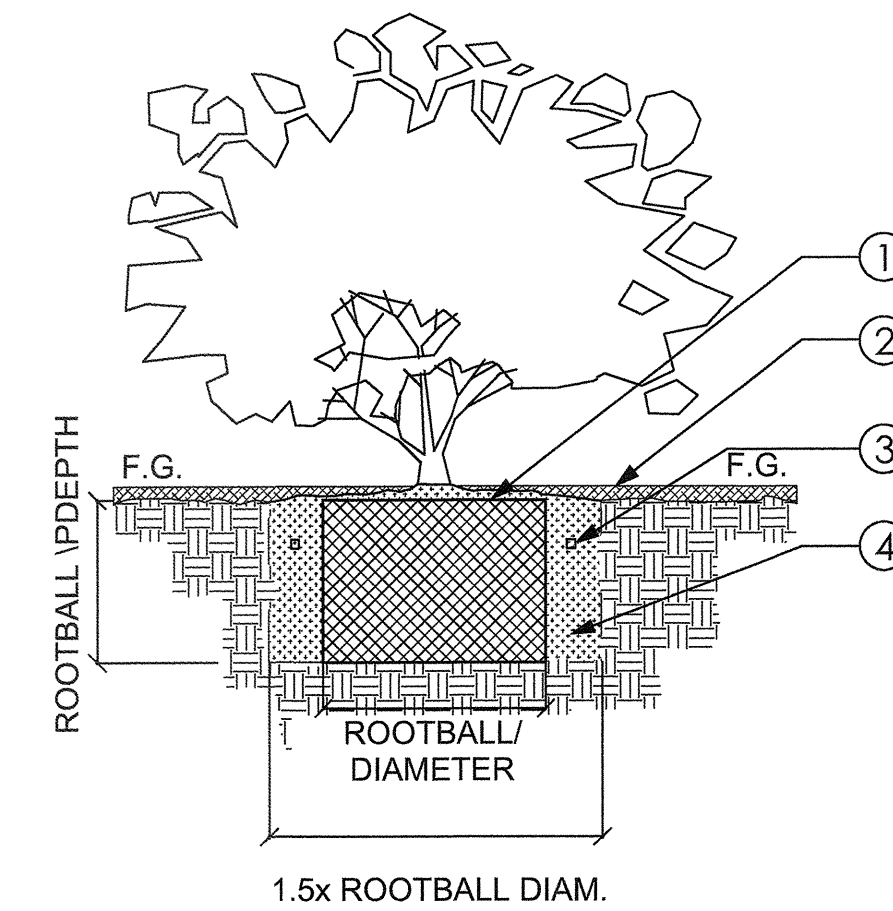 1
2
3
4
F.G.
F.G.
ROOTBALL \PDEPTH
ROOTBALL/
DIAMETER
1.5x ROOTBALL DIAM.